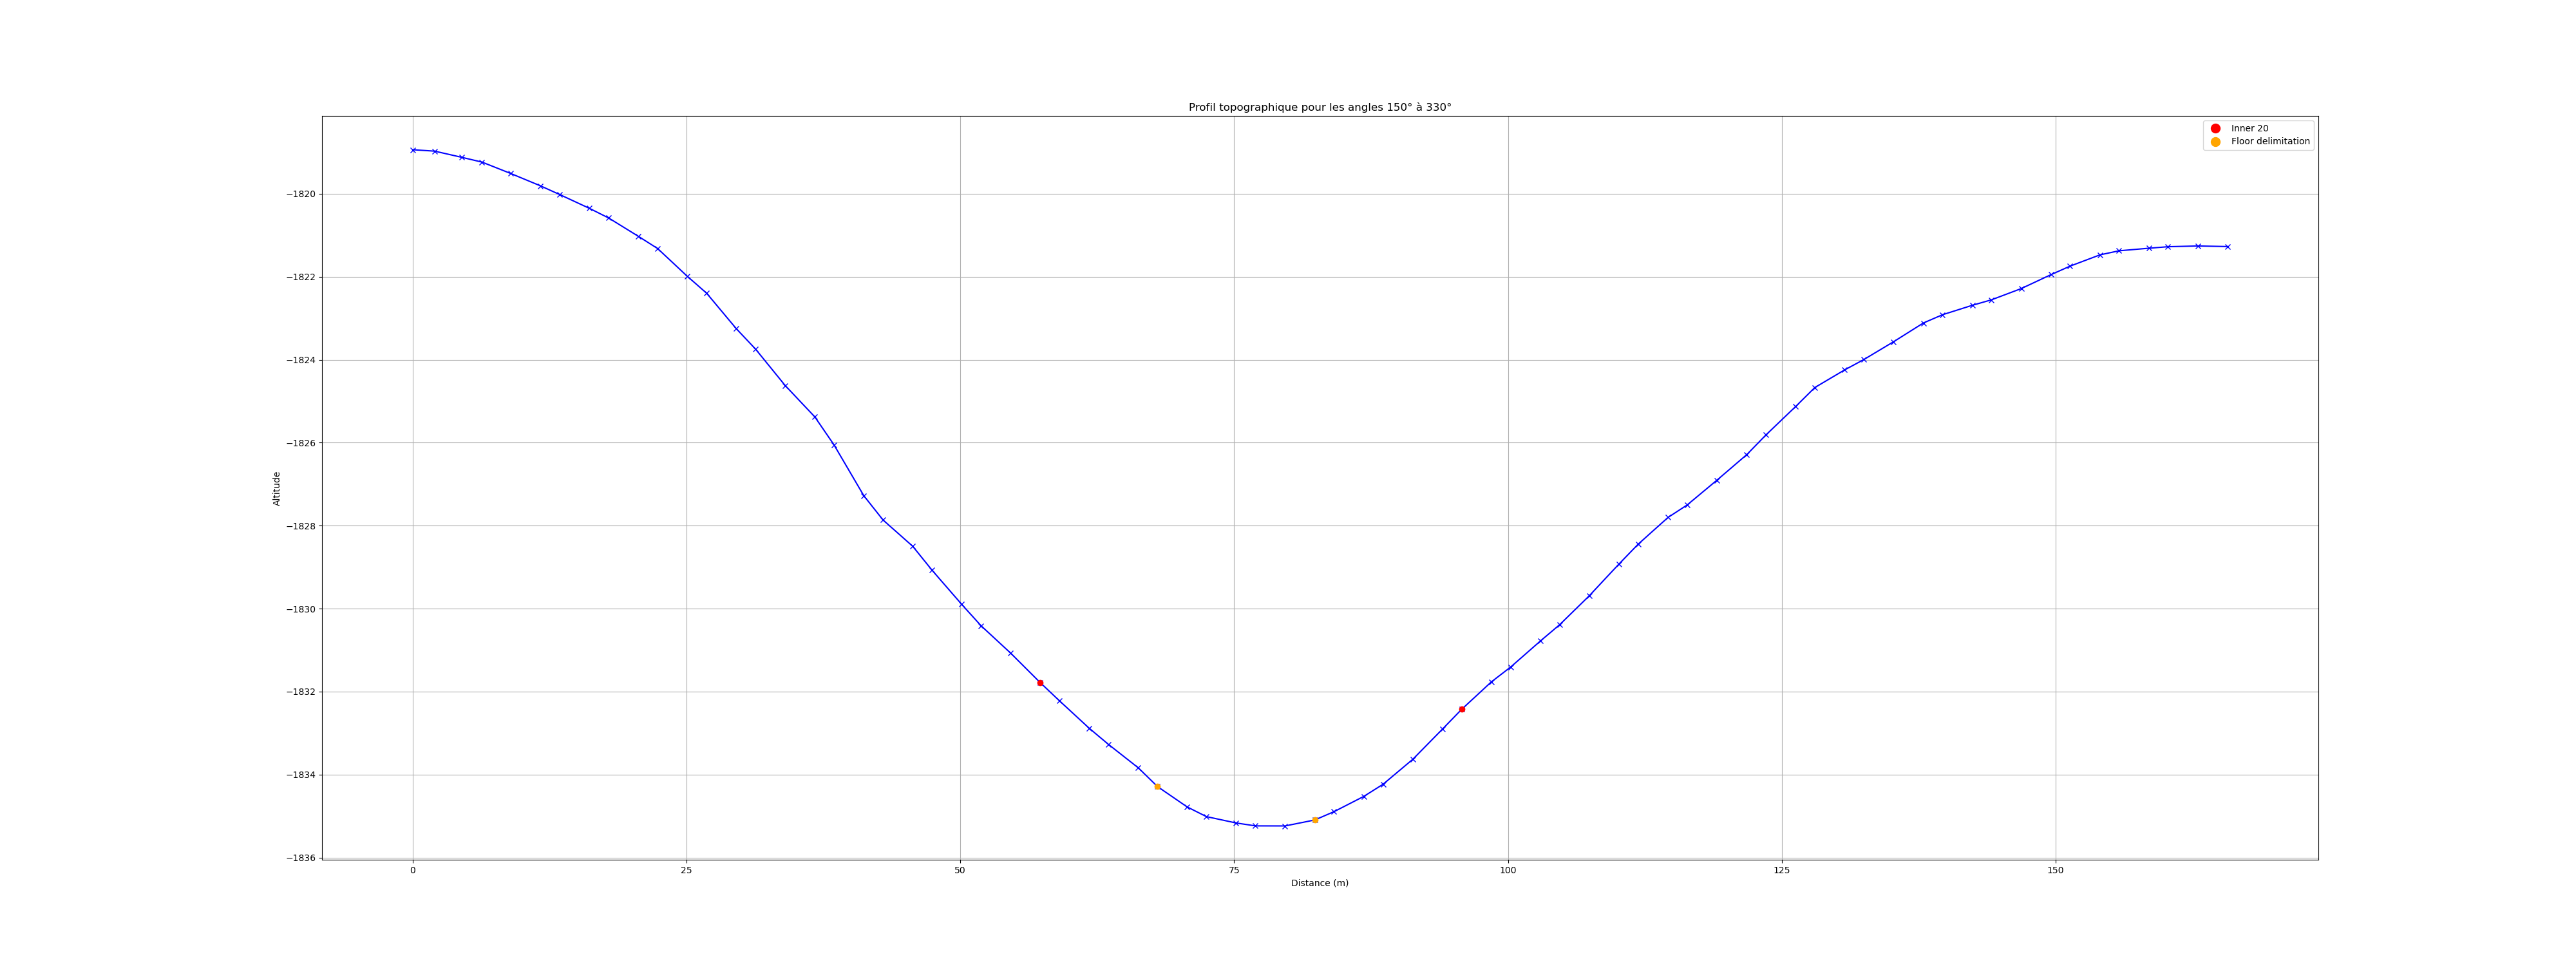 Profil topographique pour les angles 150° à 330°
Inner 20
Floor delimitation
−1820
−1822
−1824
−1826
−1828
−1830
−1832
−1834
−1836
Altitude
0 25 50 75 100 125 150
Distance (m)